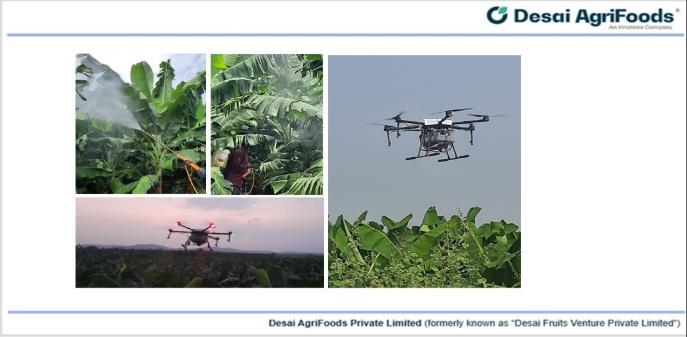 Desai AgriFoods®
An Innoterra Company
Desai AgriFoods Private Limited (formerly known as “Desai Fruits Venture Private Limited”)